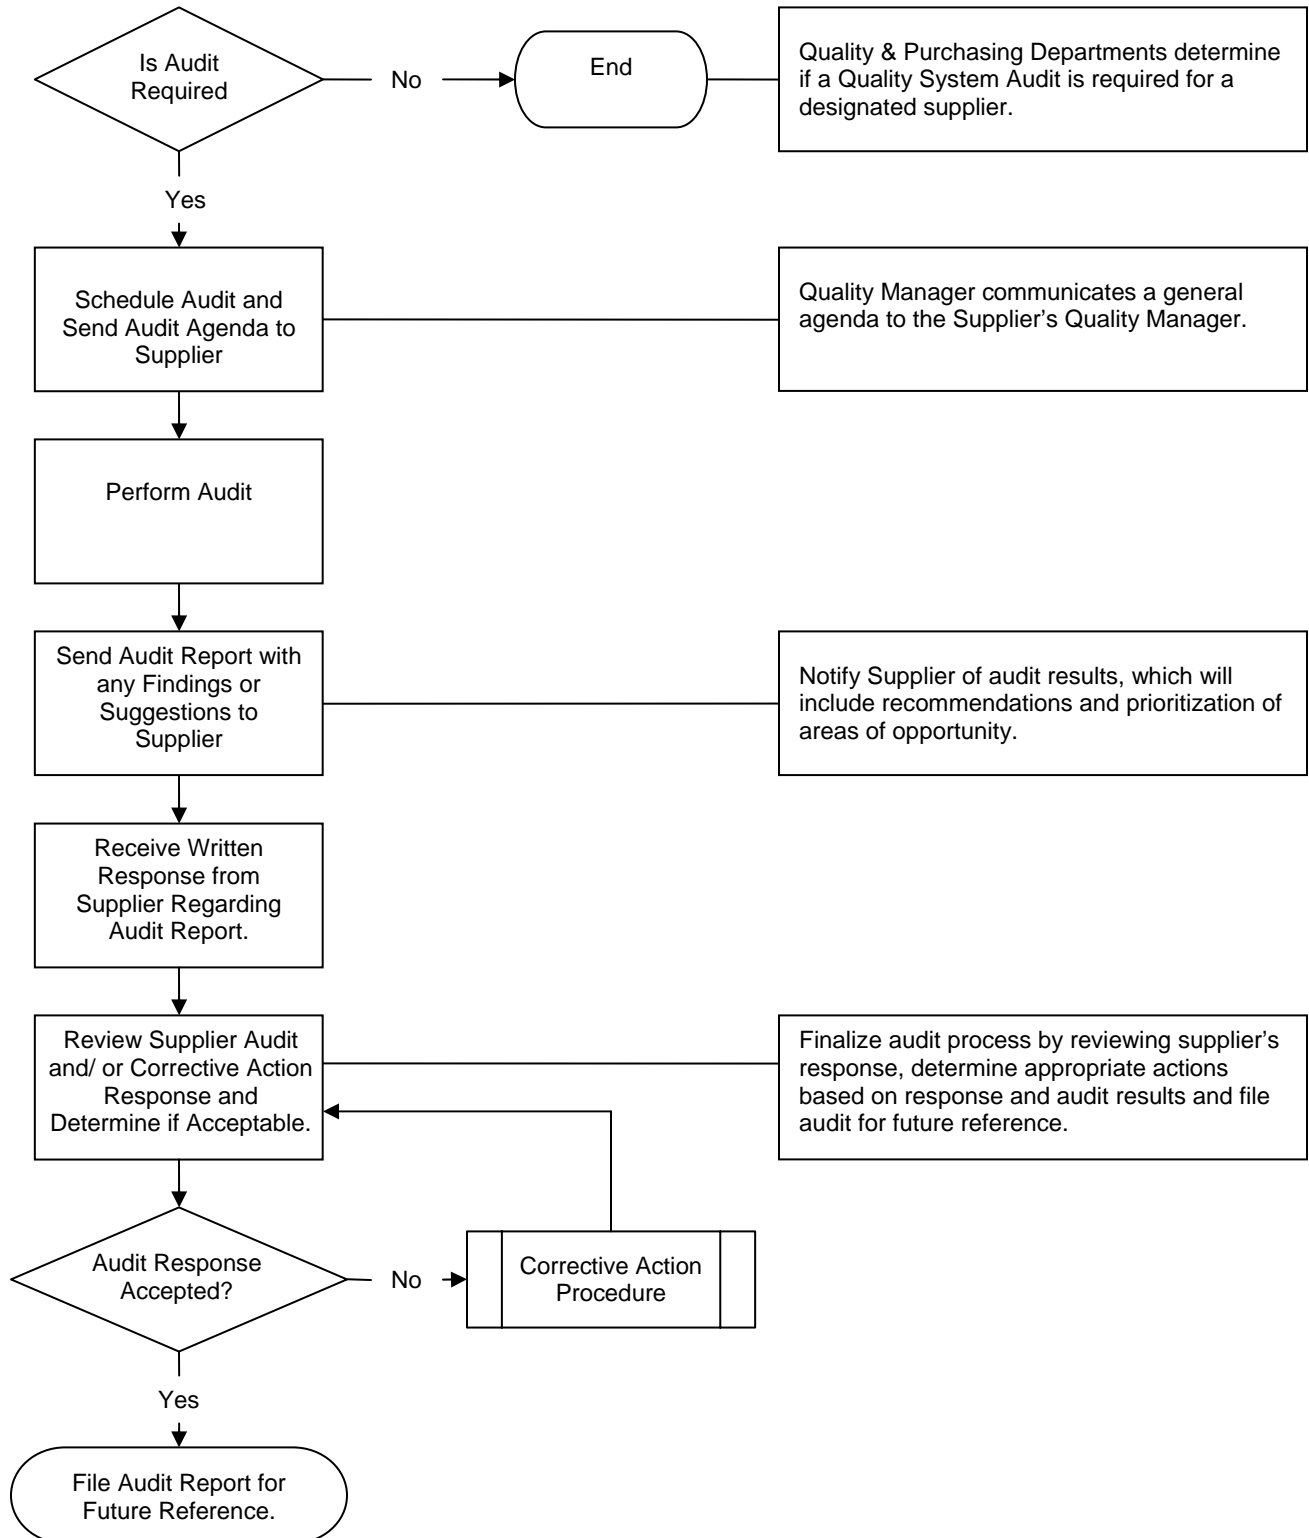 Is Audit
Required
No
End
Quality & Purchasing Departments determine
if a Quality System Audit is required for a
designated supplier.
Yes
Schedule Audit and
Send Audit Agenda to
Supplier
Quality Manager communicates a general
agenda to the Supplier’s Quality Manager.
Perform Audit
Send Audit Report with
any Findings or
Suggestions to
Supplier
Notify Supplier of audit results, which will
include recommendations and prioritization of
areas of opportunity.
Receive Written
Response from
Supplier Regarding
Audit Report.
Review Supplier Audit
and/ or Corrective Action
Response and
Determine if Acceptable.
Finalize audit process by reviewing supplier’s
response, determine appropriate actions
based on response and audit results and file
audit for future reference.
Audit Response
Accepted?
No
Corrective Action
Procedure
Yes
File Audit Report for
Future Reference.